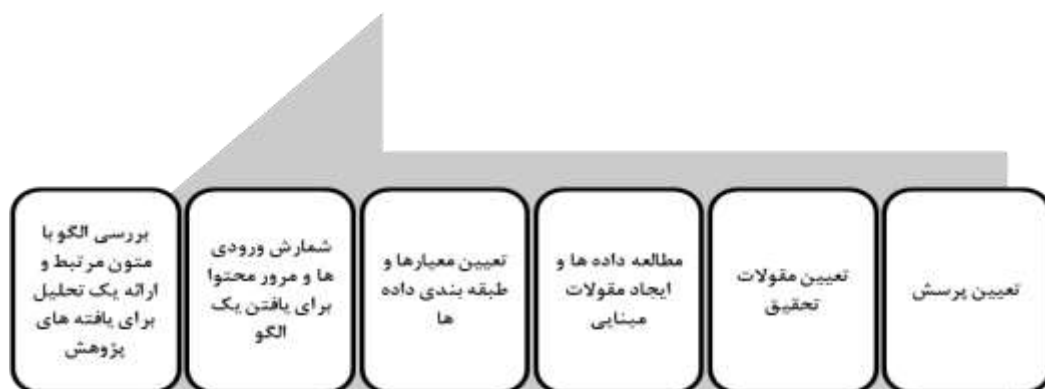 تعیین پرسش
تعیین مقولات
تحقیق
مطالعه داده ها و
ایجاد مقولات
مبنایی
تعیین معیارها و
طبقه بندی داده
ها
شمارش ورودی
ها و مرور محتوا
برای یافتن یک
الگو
بررسی الگو با
متون مرتبط و
ارائه یک تحلیل
برای یافته های
پژوهش